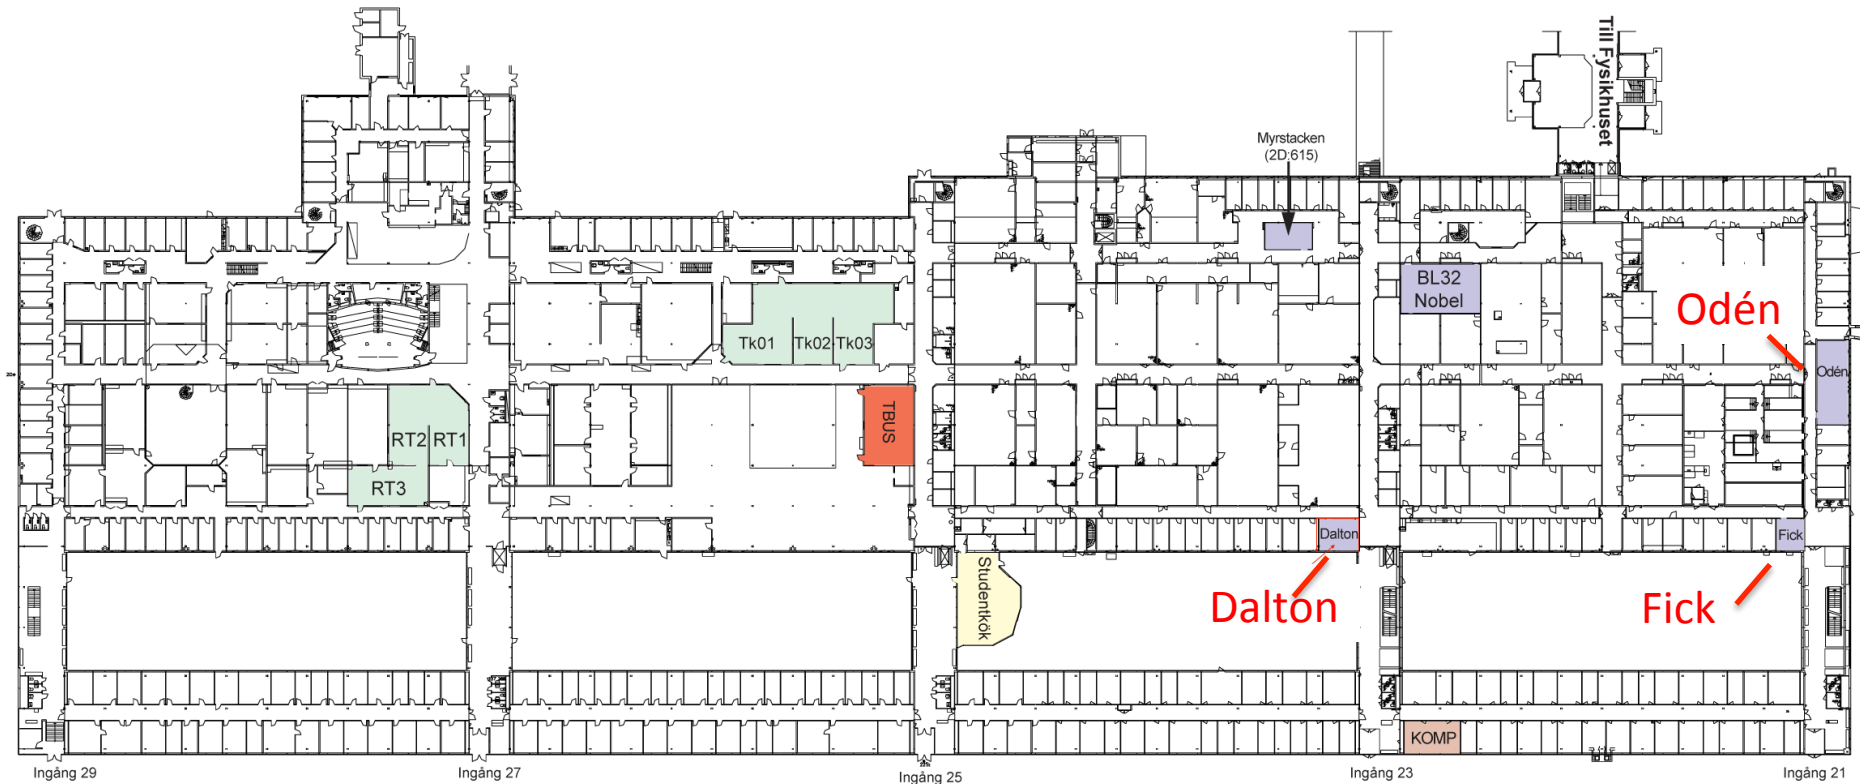 Till Fysikhuset
Myrstacken
(2D:615)
BL32
Nobel
Odén
Odén
Tk01
Tk02
Tk03
TBUS
RT2
RT1
RT3
Dalton
Fick
Studentkök
Dalton
Fick
KOMP
Ingång 29
Ingång 27
Ingång 25
Ingång 23
Ingång 21